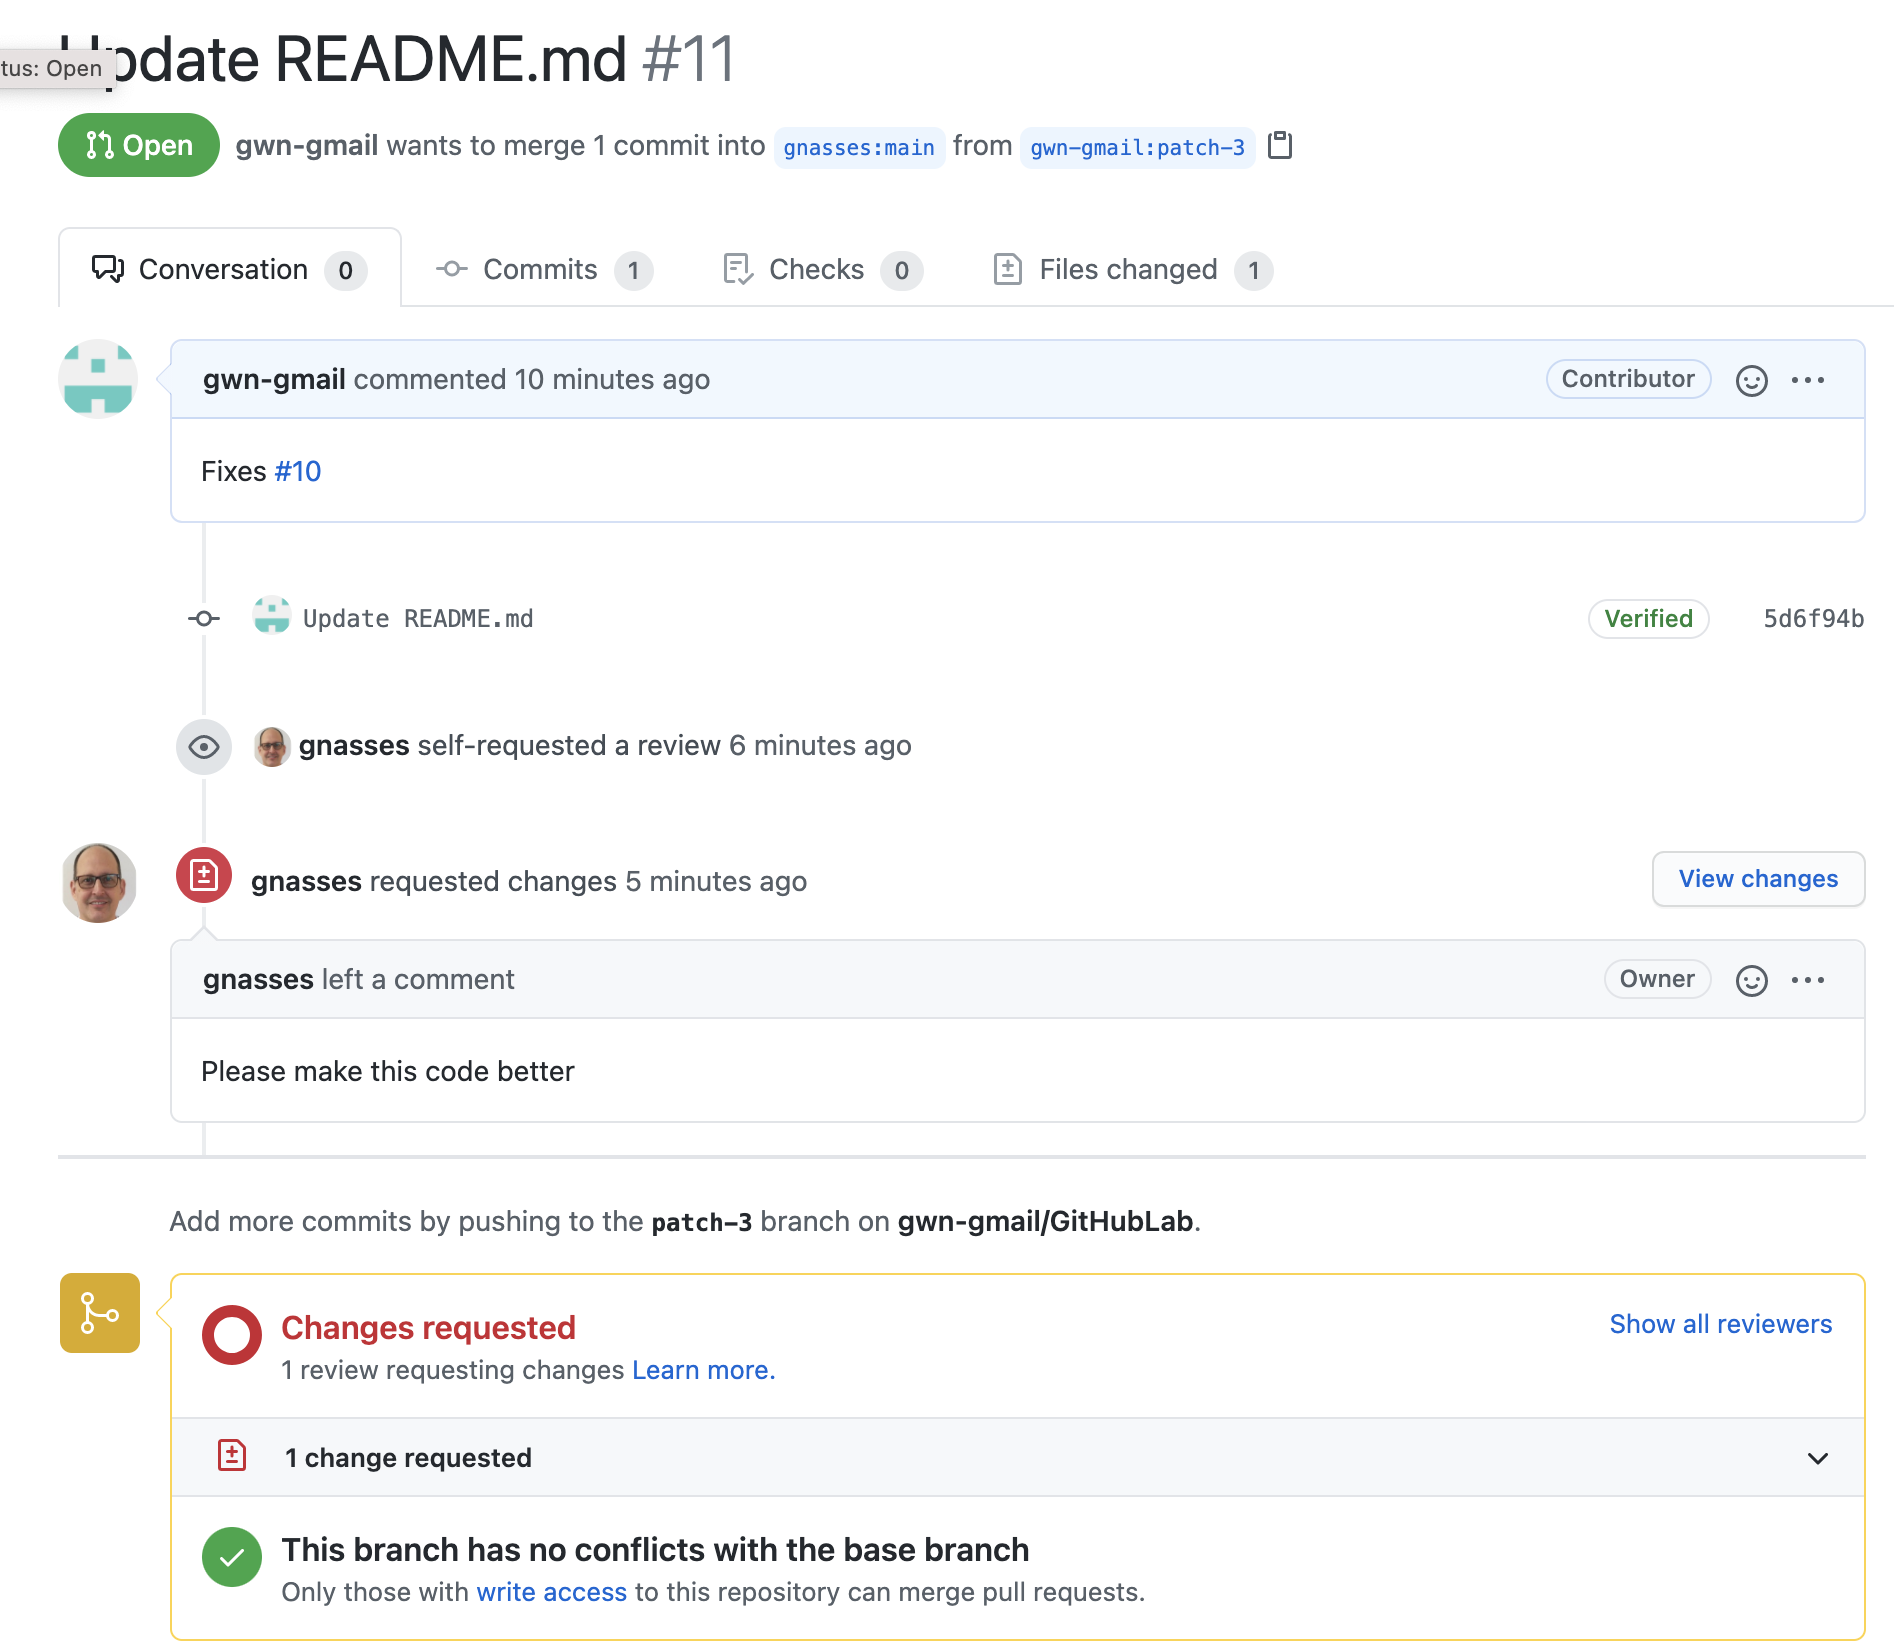 Update README.md #11
tus: Open
Open gwn-gmail wants to merge 1 commit into gnasses:main from gwn-gmail:patch-3
Conversation 0 Commits 1 Checks 0 Files changed 1
gwn-gmail commented 10 minutes ago Contributor
Fixes #10
Update README.md Verified 5d6f94b
gnasses self-requested a review 6 minutes ago
gnasses requested changes 5 minutes ago View changes
gnasses left a comment Owner
Please make this code better
Add more commits by pushing to the patch-3 branch on gwn-gmail/GitHubLab.
Changes requested Show all reviewers
1 review requesting changes Learn more.
1 change requested
This branch has no conflicts with the base branch
Only those with write access to this repository can merge pull requests.